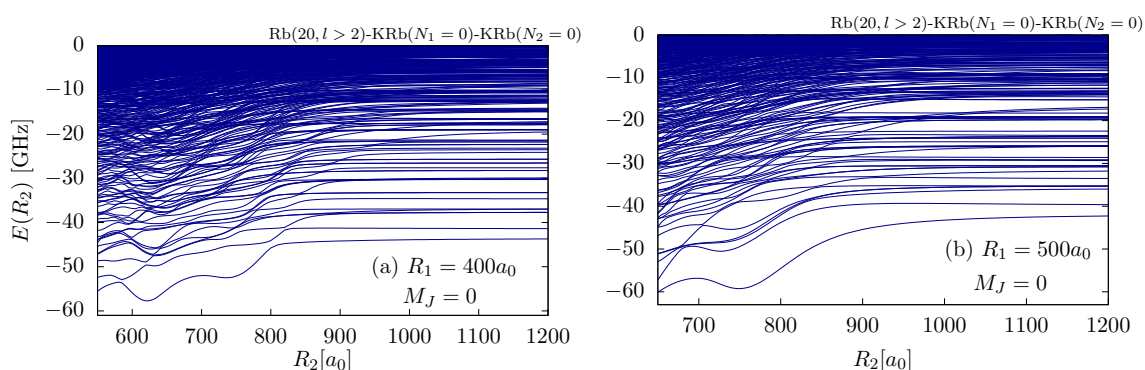 Rb(20, l > 2)-KRb(N₁ = 0)-KRb(N₂ = 0)
E(R₂) [GHz]
0
−10
−20
−30
−40
−50
−60
(a) R₁ = 400a₀
M_J = 0
600 700 800 900 1000 1100 1200
R₂[a₀]
Rb(20, l > 2)-KRb(N₁ = 0)-KRb(N₂ = 0)
0
−10
−20
−30
−40
−50
−60
(b) R₁ = 500a₀
M_J = 0
700 800 900 1000 1100 1200
R₂[a₀]